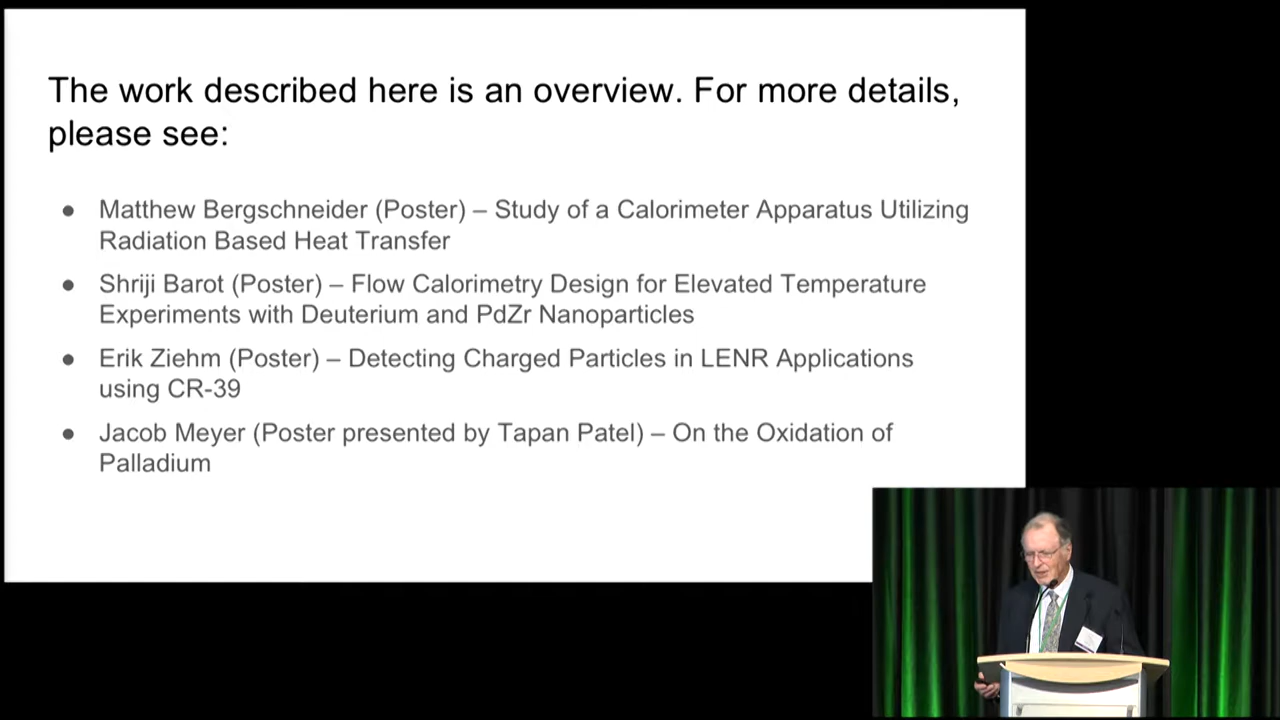 The work described here is an overview. For more details,
please see:
● Matthew Bergschneider (Poster) – Study of a Calorimeter Apparatus Utilizing
Radiation Based Heat Transfer
● Shriji Barot (Poster) – Flow Calorimetry Design for Elevated Temperature
Experiments with Deuterium and PdZr Nanoparticles
● Erik Ziehm (Poster) – Detecting Charged Particles in LENR Applications
using CR-39
● Jacob Meyer (Poster presented by Tapan Patel) – On the Oxidation of
Palladium